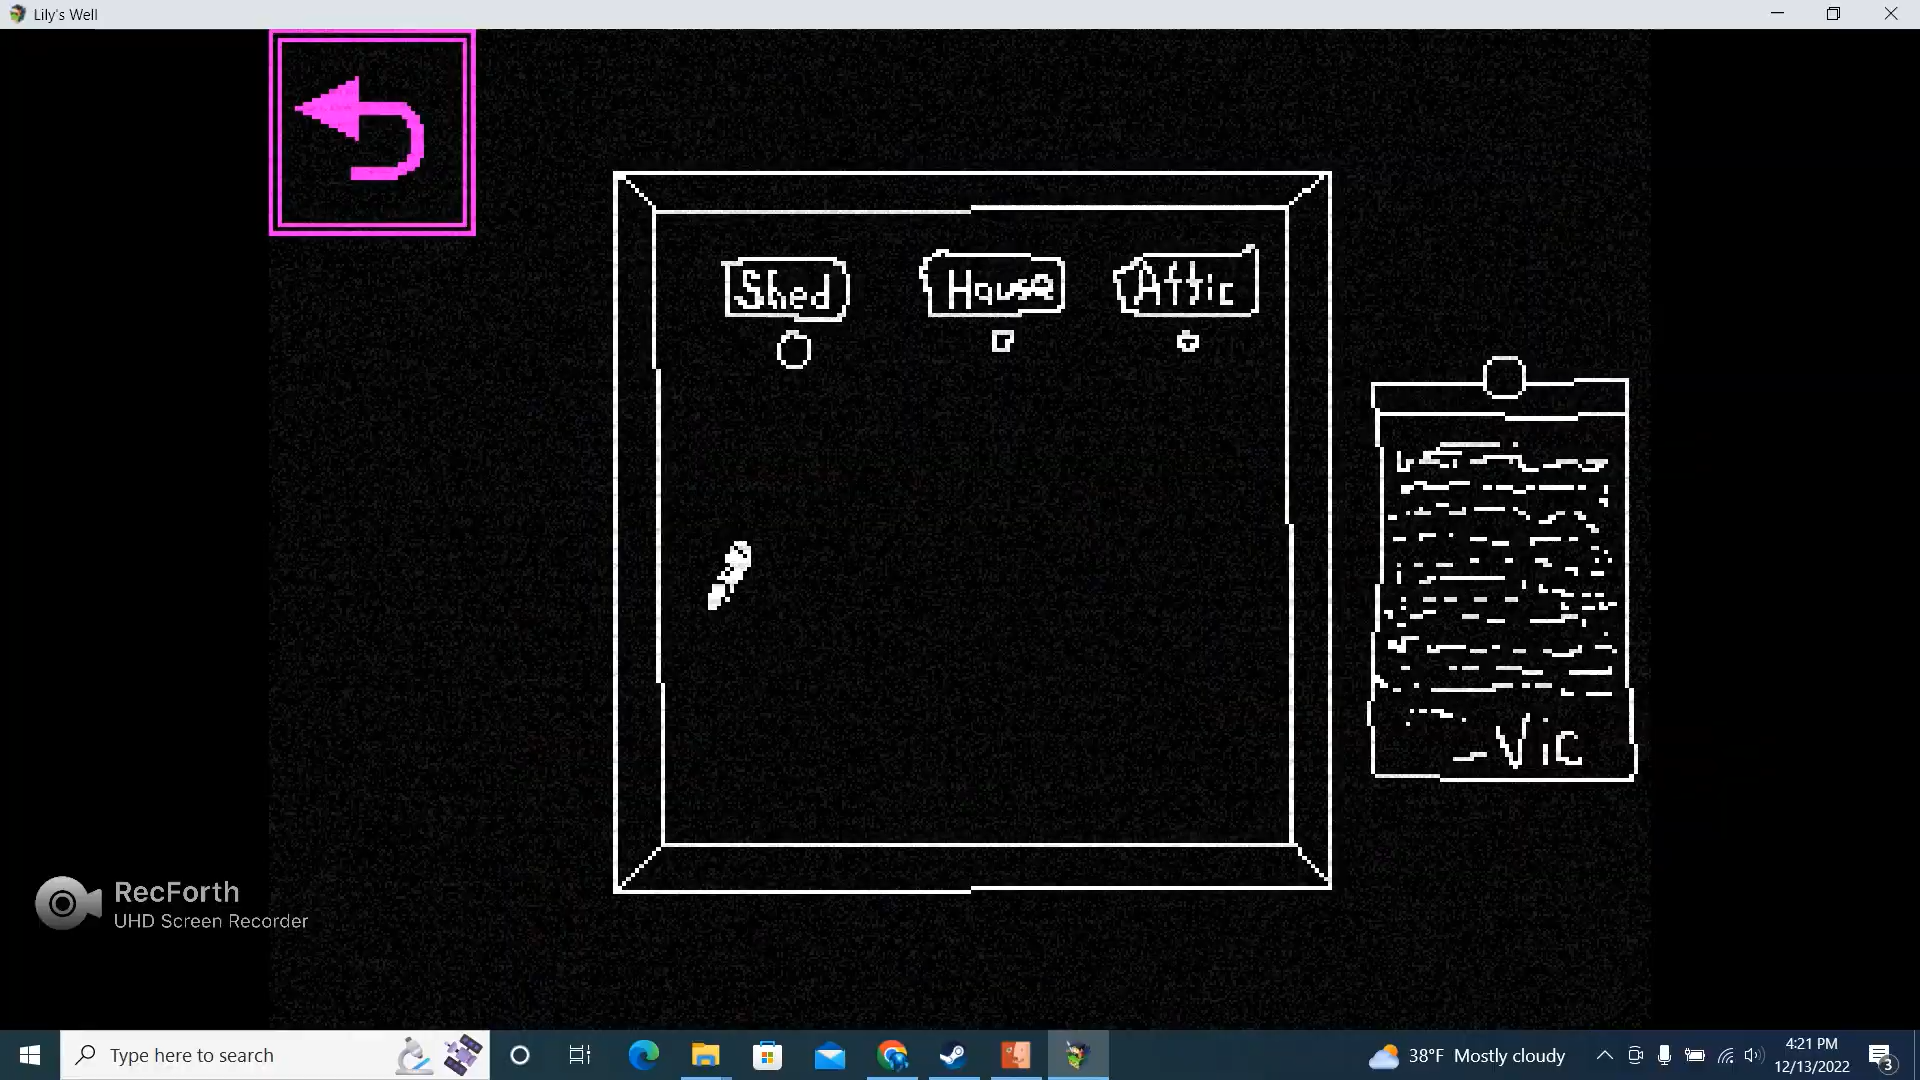 Lily's Well
Shed
House
Attic
-Vic
RecForth
UHD Screen Recorder
Type here to search
38°F Mostly cloudy
4:21 PM
12/13/2022
3